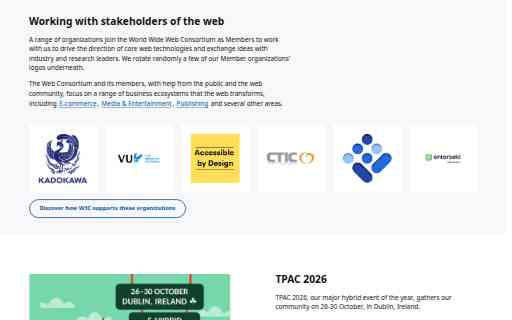 Working with stakeholders of the web
A range of organizations join the World Wide Web Consortium as Members to work
with us to drive the direction of core web technologies and exchange ideas with
industry and research leaders. We rotate randomly a few of our Member organizations'
logos underneath.
The Web Consortium and its members, with help from the public and the web
community, focus on a range of business ecosystems that the web transforms,
including E-commerce, Media & Entertainment, Publishing and several other areas.
KADOKAWA
VU
Accessible
by Design
CTIC
Discover how W3C supports these organizations
26-30 OCTOBER
DUBLIN, IRELAND
TPAC 2026
TPAC 2026, our major hybrid event of the year, gathers our
community on 26-30 October, in Dublin, Ireland.